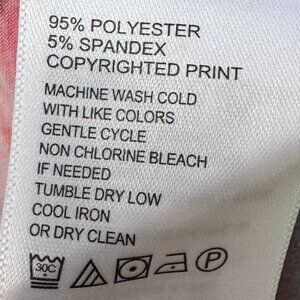 95% POLYESTER
5% SPANDEX
COPYRIGHTED PRINT
MACHINE WASH COLD
WITH LIKE COLORS
GENTLE CYCLE
NON CHLORINE BLEACH
IF NEEDED
TUMBLE DRY LOW
COOL IRON
OR DRY CLEAN
30C P